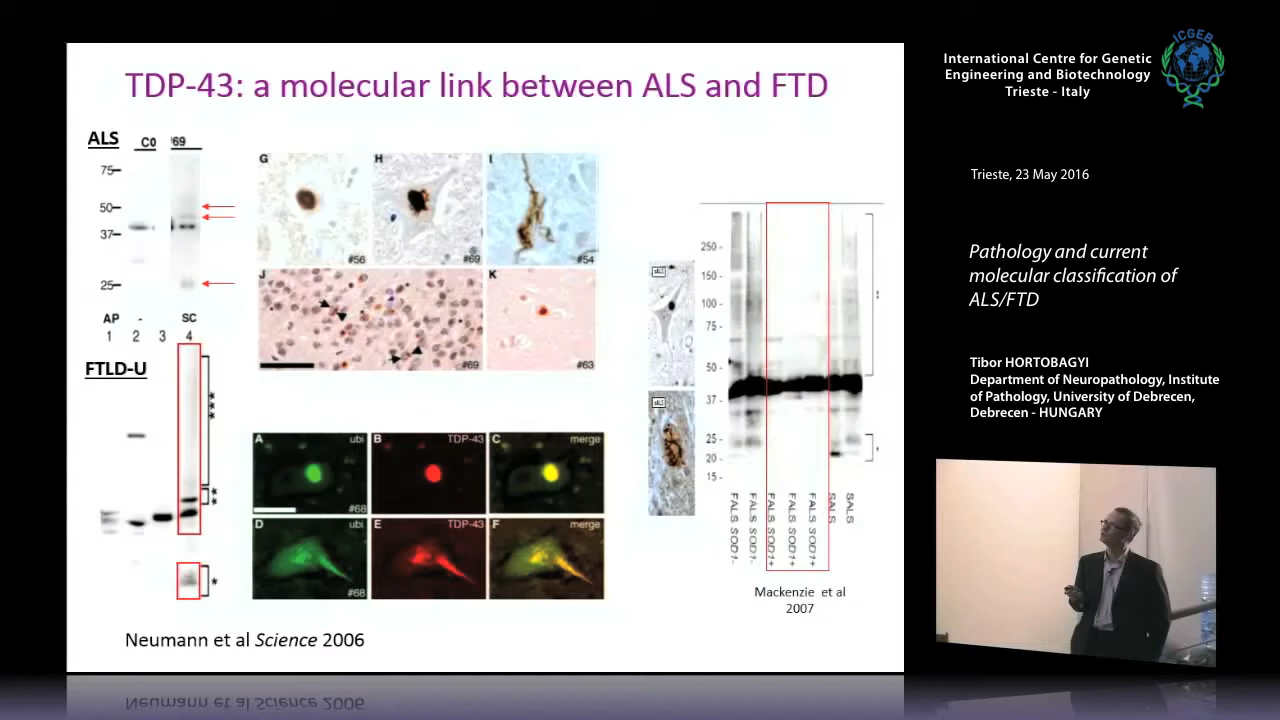 TDP-43: a molecular link between ALS and FTD
ALS
C0
75
50
37
25
AP
-
SC
1 2 3 4
FTLD-U
***
**
*
G
#56
H
#69
I
#54
J
#69
K
#63
A ubi
#68
B TDP-43
C merge
D ubi
#68
E TDP-43
F merge
250 -
150 -
100 -
75 -
50 -
37 -
25 -
20 -
15 -
FALS SOD1-
FALS SOD1-
FALS SOD1+
FALS SOD1+
FALS SOD1+
SALS
SALS
Mackenzie et al
2007
Neumann et al Science 2006
International Centre for Genetic
Engineering and Biotechnology
Trieste - Italy
ICGEB
Trieste, 23 May 2016
Pathology and current
molecular classification of
ALS/FTD
Tibor HORTOBAGYI
Department of Neuropathology, Institute
of Pathology, University of Debrecen,
Debrecen - HUNGARY